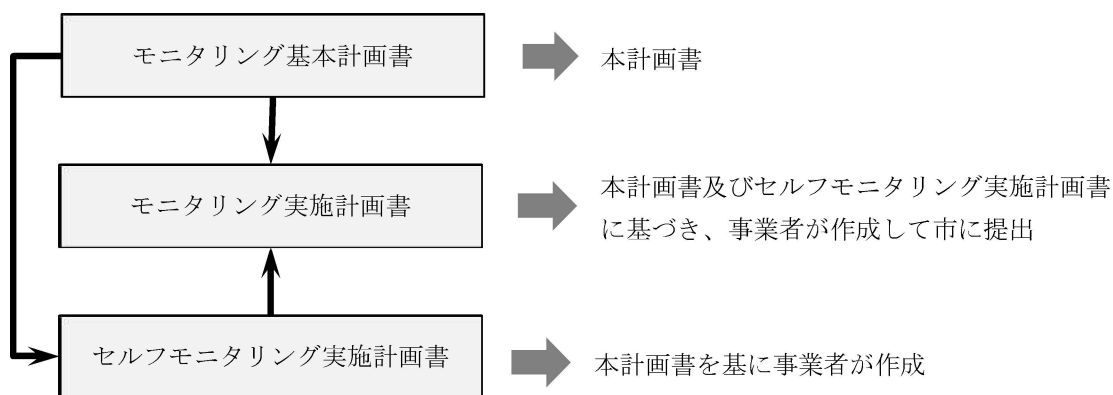 モニタリング基本計画書
本計画書
モニタリング実施計画書
本計画書及びセルフモニタリング実施計画書
に基づき、事業者が作成して市に提出
セルフモニタリング実施計画書
本計画書を基に事業者が作成